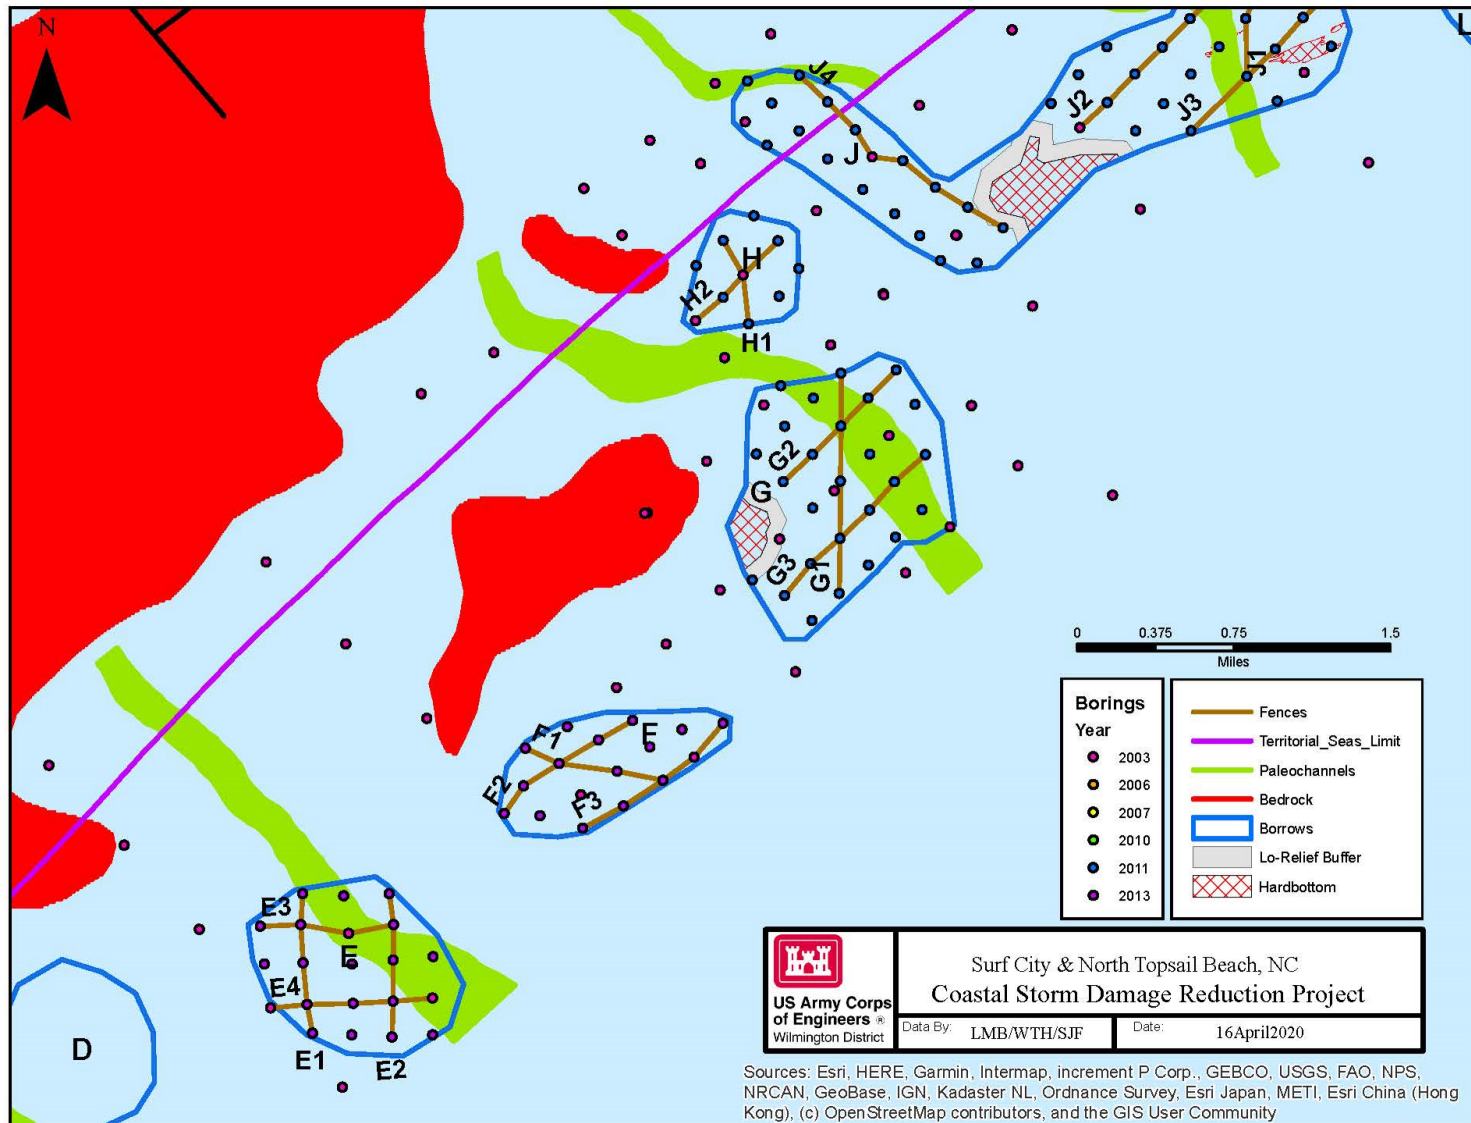 N
L
J4
J1
J2
J3
J
H
H2
H1
G2
G
G3
G1
0 0.375 0.75 1.5
Miles
F1
F
F2
F3
E3
E
E4
E1
E2
D
Borings
Year
2003
2006
2007
2010
2011
2013
Fences
Territorial_Seas_Limit
Paleochannels
Bedrock
Borrows
Lo-Relief Buffer
Hardbottom
US Army Corps
of Engineers ®
Wilmington District
Surf City & North Topsail Beach, NC
Coastal Storm Damage Reduction Project
Data By: LMB/WTH/SJF
Date: 16April2020
Sources: Esri, HERE, Garmin, Intermap, increment P Corp., GEBCO, USGS, FAO, NPS,
NRCAN, GeoBase, IGN, Kadaster NL, Ordnance Survey, Esri Japan, METI, Esri China (Hong
Kong), (c) OpenStreetMap contributors, and the GIS User Community